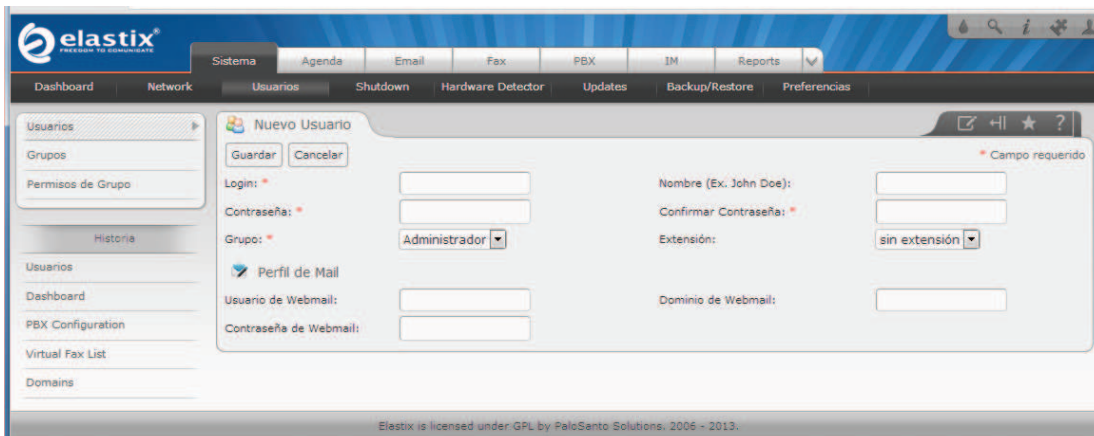 elastix®
FREEDOM TO COMUNICATE
Sistema Agenda Email Fax PBX IM Reports
Dashboard Network Usuarios Shutdown Hardware Detector Updates Backup/Restore Preferencias
Usuarios
Grupos
Permisos de Grupo
Historia
Usuarios
Dashboard
PBX Configuration
Virtual Fax List
Domains
Nuevo Usuario
Guardar Cancelar * Campo requerido
Login: * Nombre (Ex. John Doe):
Contraseña: * Confirmar Contraseña: *
Grupo: * Administrador Extensión: sin extensión
Perfil de Mail
Usuario de Webmail: Dominio de Webmail:
Contraseña de Webmail:
Elastix is licensed under GPL by PaloSanto Solutions. 2006 - 2013.